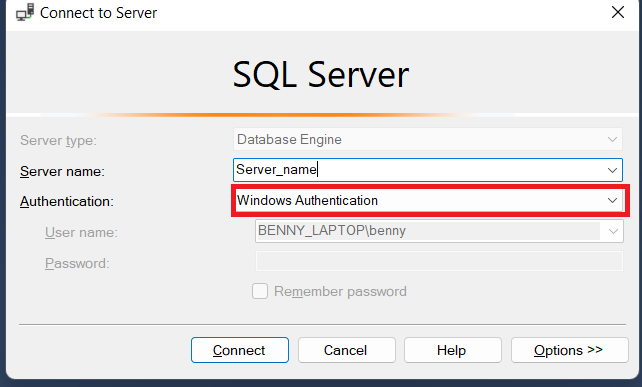 Connect to Server
SQL Server
Server type: Database Engine
Server name: Server_name
Authentication: Windows Authentication
User name: BENNY_LAPTOP\benny
Password:
Remember password
Connect Cancel Help Options >>